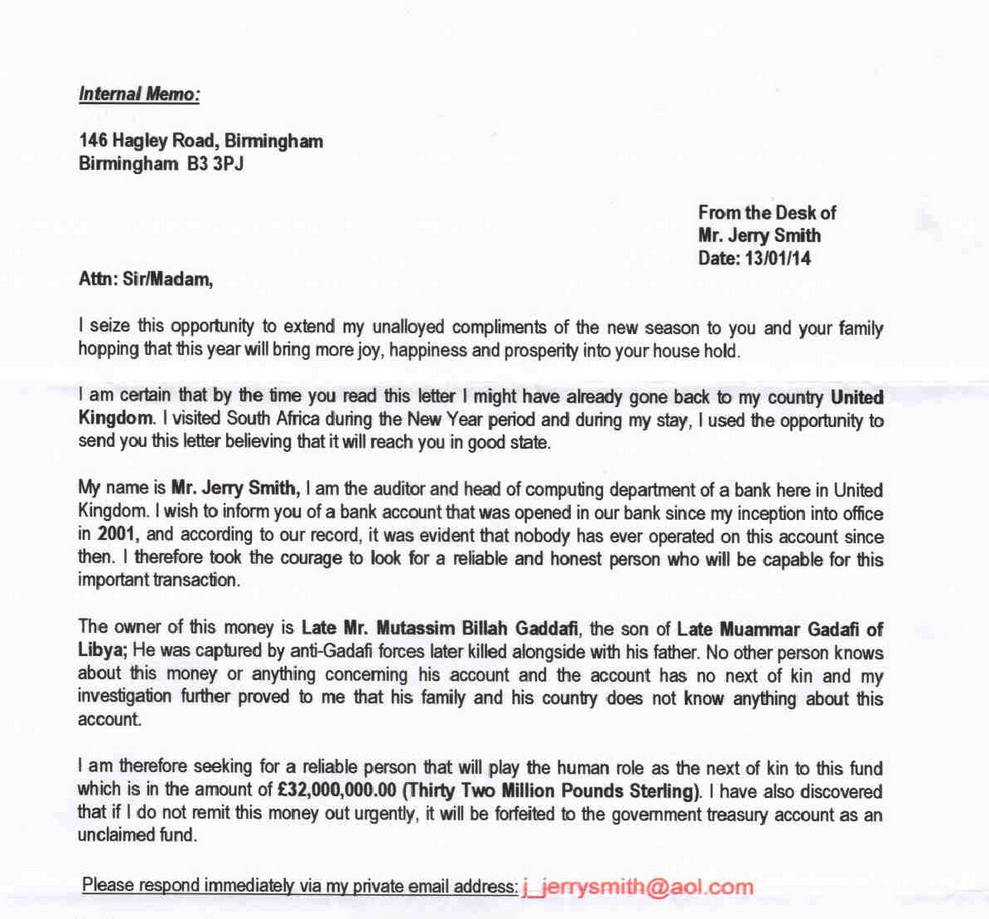 Internal Memo:
146 Hagley Road, Birmingham
Birmingham B3 3PJ
From the Desk of
Mr. Jerry Smith
Date: 13/01/14
Attn: Sir/Madam,
I seize this opportunity to extend my unalloyed compliments of the new season to you and your family
hopping that this year will bring more joy, happiness and prosperity into your house hold.
I am certain that by the time you read this letter I might have already gone back to my country United
Kingdom. I visited South Africa during the New Year period and during my stay, I used the opportunity to
send you this letter believing that it will reach you in good state.
My name is Mr. Jerry Smith, I am the auditor and head of computing department of a bank here in United
Kingdom. I wish to inform you of a bank account that was opened in our bank since my inception into office
in 2001, and according to our record, it was evident that nobody has ever operated on this account since
then. I therefore took the courage to look for a reliable and honest person who will be capable for this
important transaction.
The owner of this money is Late Mr. Mutassim Billah Gaddafi, the son of Late Muammar Gadafi of
Libya; He was captured by anti-Gadafi forces later killed alongside with his father. No other person knows
about this money or anything concerning his account and the account has no next of kin and my
investigation further proved to me that his family and his country does not know anything about this
account.
I am therefore seeking for a reliable person that will play the human role as the next of kin to this fund
which is in the amount of £32,000,000.00 (Thirty Two Million Pounds Sterling). I have also discovered
that if I do not remit this money out urgently, it will be forfeited to the government treasury account as an
unclaimed fund.
Please respond immediately via my private email address: j_jerrysmith@aol.com